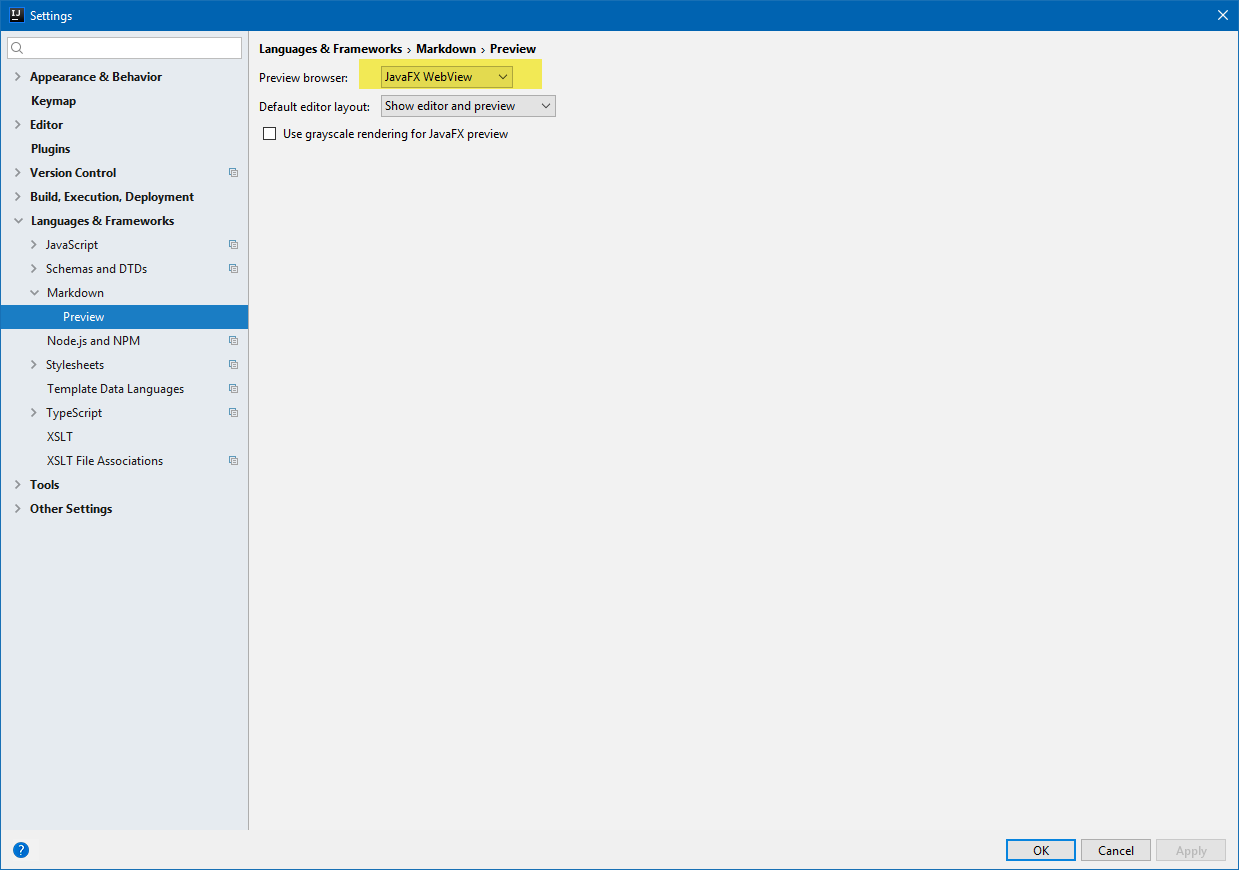 IJ Settings
Appearance & Behavior
Keymap
Editor
Plugins
Version Control
Build, Execution, Deployment
Languages & Frameworks
JavaScript
Schemas and DTDs
Markdown
Preview
Node.js and NPM
Stylesheets
Template Data Languages
TypeScript
XSLT
XSLT File Associations
Tools
Other Settings
Languages & Frameworks › Markdown › Preview
Preview browser: JavaFX WebView
Default editor layout: Show editor and preview
Use grayscale rendering for JavaFX preview
? OK Cancel Apply